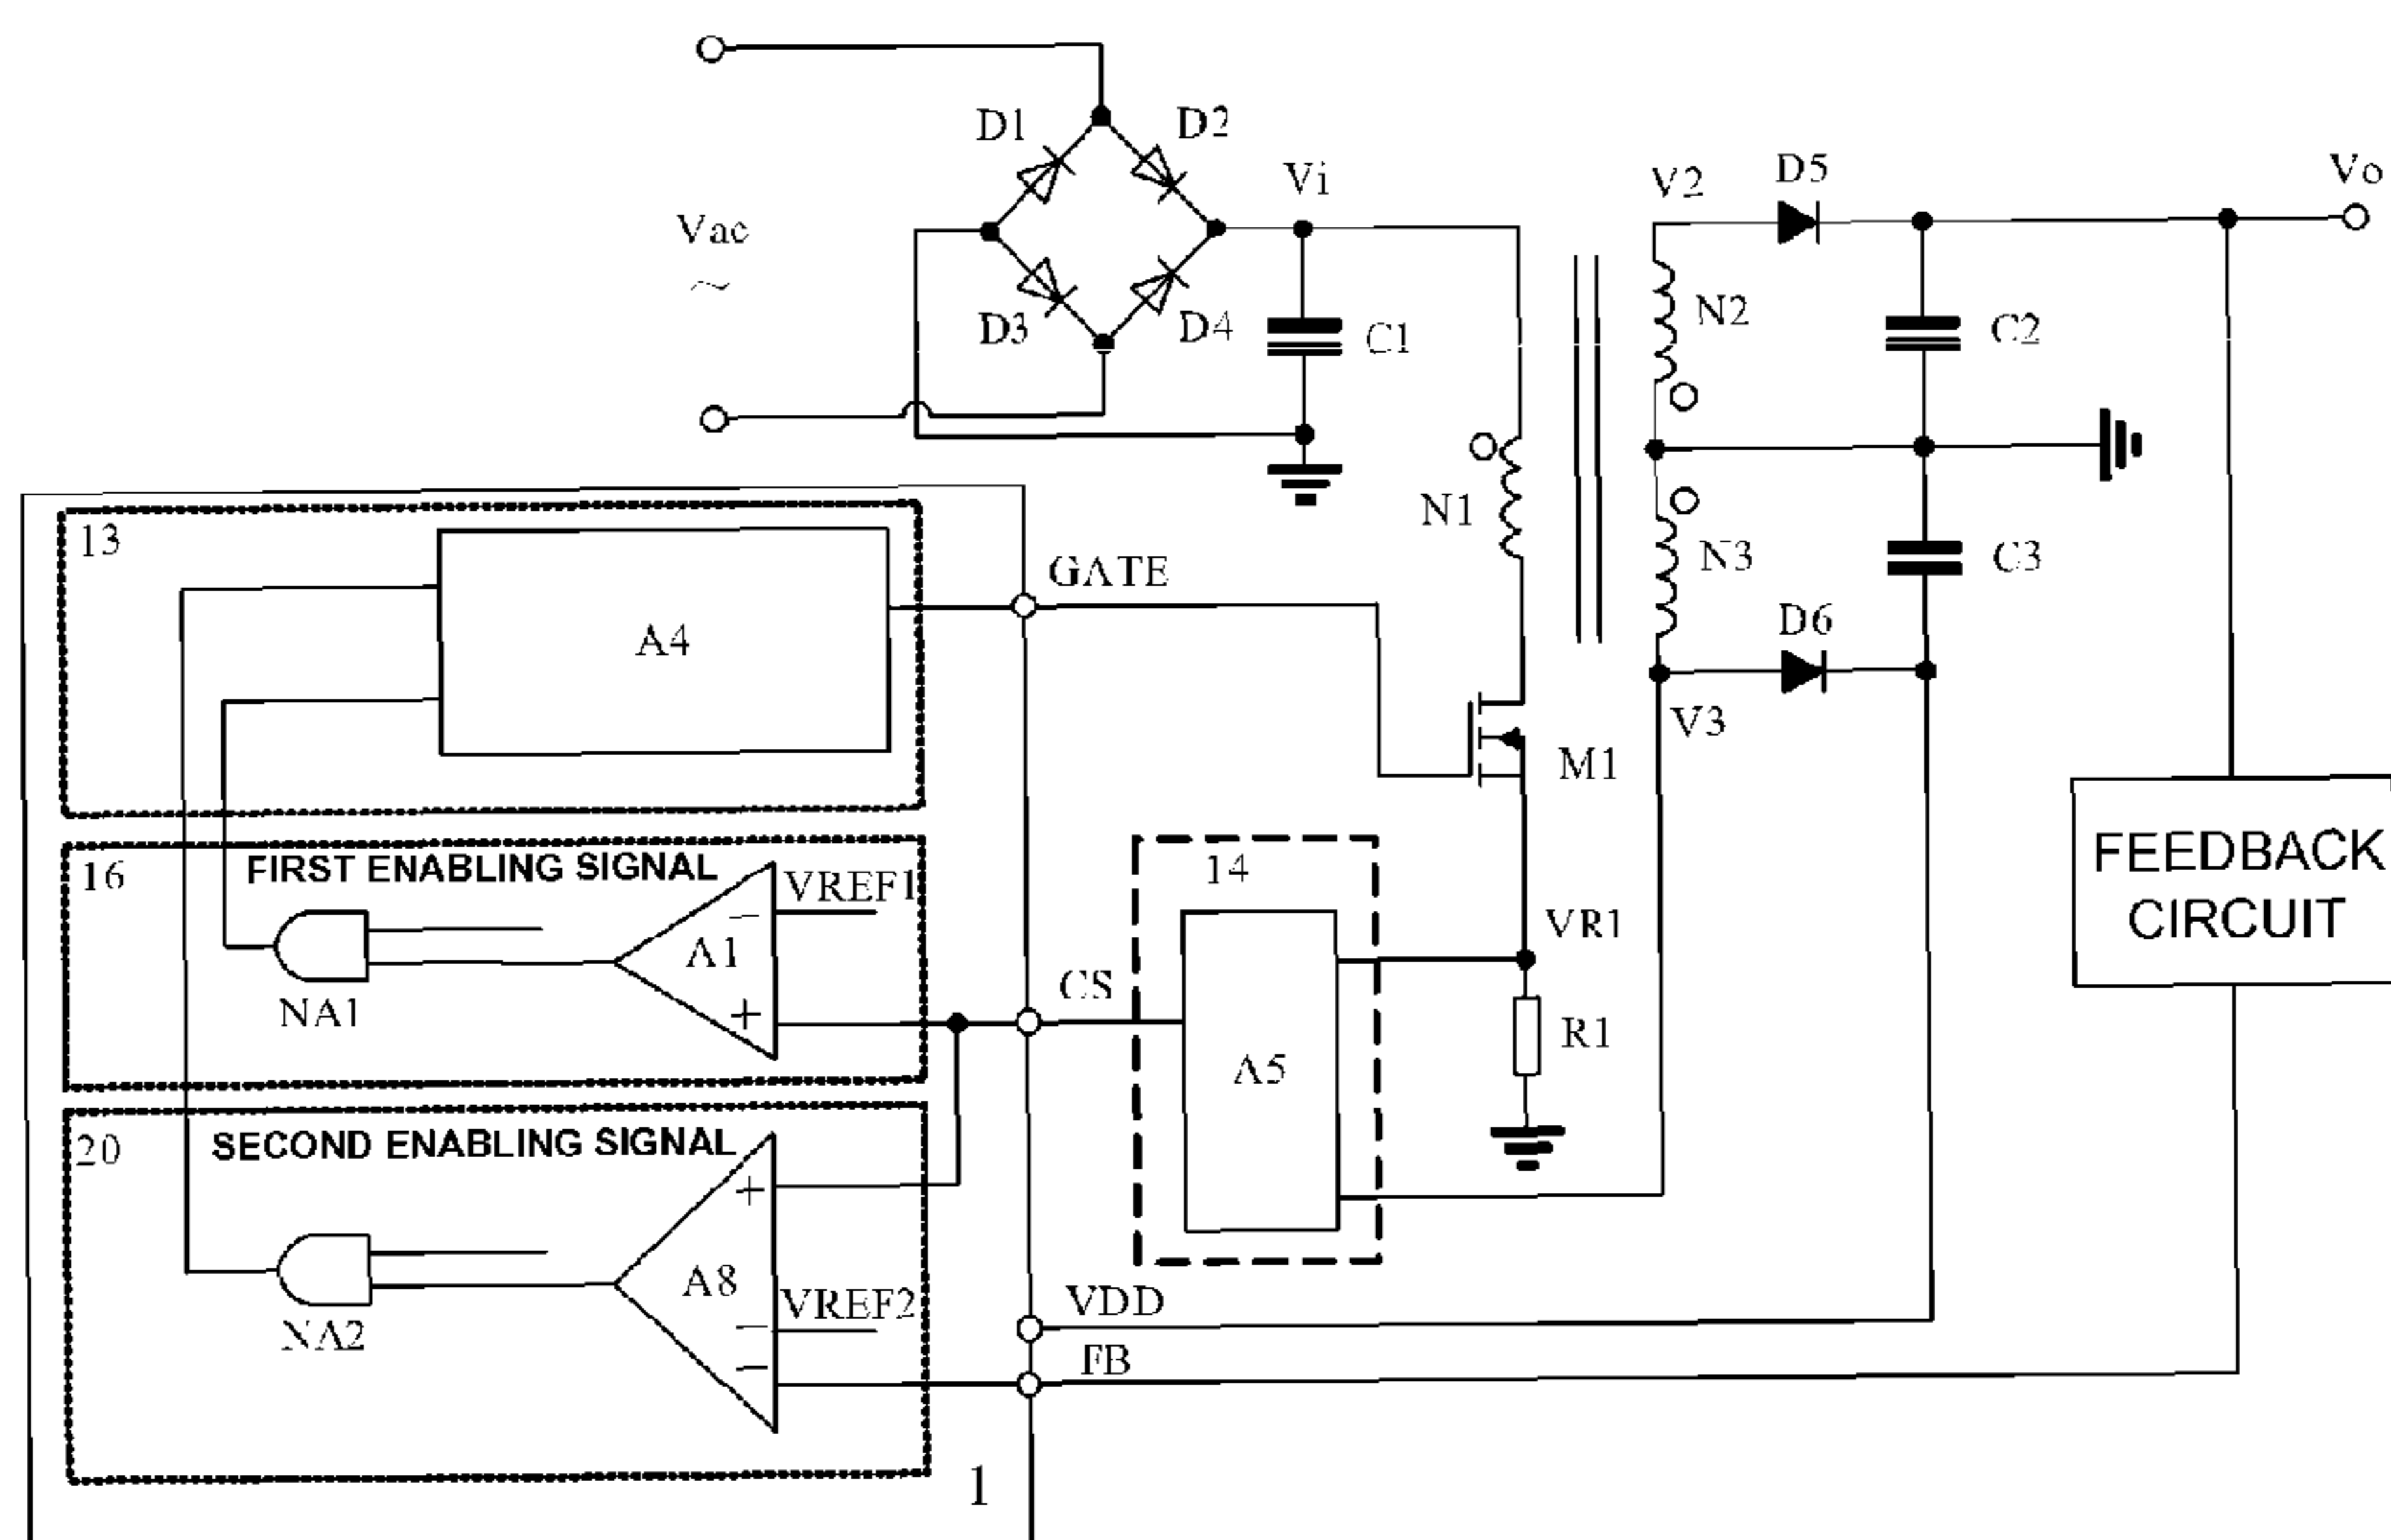 D1
D2
Vac
~
Vi
V2
D5
Vo
D3
D4
C1
N2
C2
N1
N3
C3
13
GATE
A4
D6
V3
M1
16
FIRST ENABLING SIGNAL
VREF1
14
FEEDBACK
CIRCUIT
−
A1
+
NA1
CS
VR1
R1
A5
20
SECOND ENABLING SIGNAL
+
A8
VREF2
−
−
NA2
VDD
FB
1